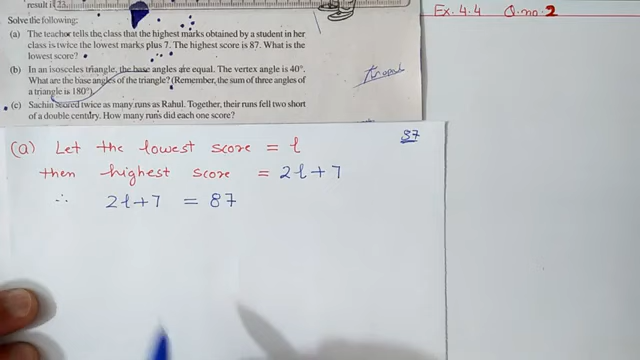 result is 23.
Solve the following:
(a) The teacher tells the class that the highest marks obtained by a student in her
class is twice the lowest marks plus 7. The highest score is 87. What is the
lowest score?
(b) In an isosceles triangle, the base angles are equal. The vertex angle is 40°.
What are the base angles of the triangle? (Remember, the sum of three angles of
a triangle is 180°).
(c) Sachin scored twice as many runs as Rahul. Together, their runs fell two short
of a double century. How many runs did each one score?
Ex. 4.4 Q.no. 2
(a) Let the lowest score = l
then highest score = 2l+7
∴ 2l+7 = 87
87